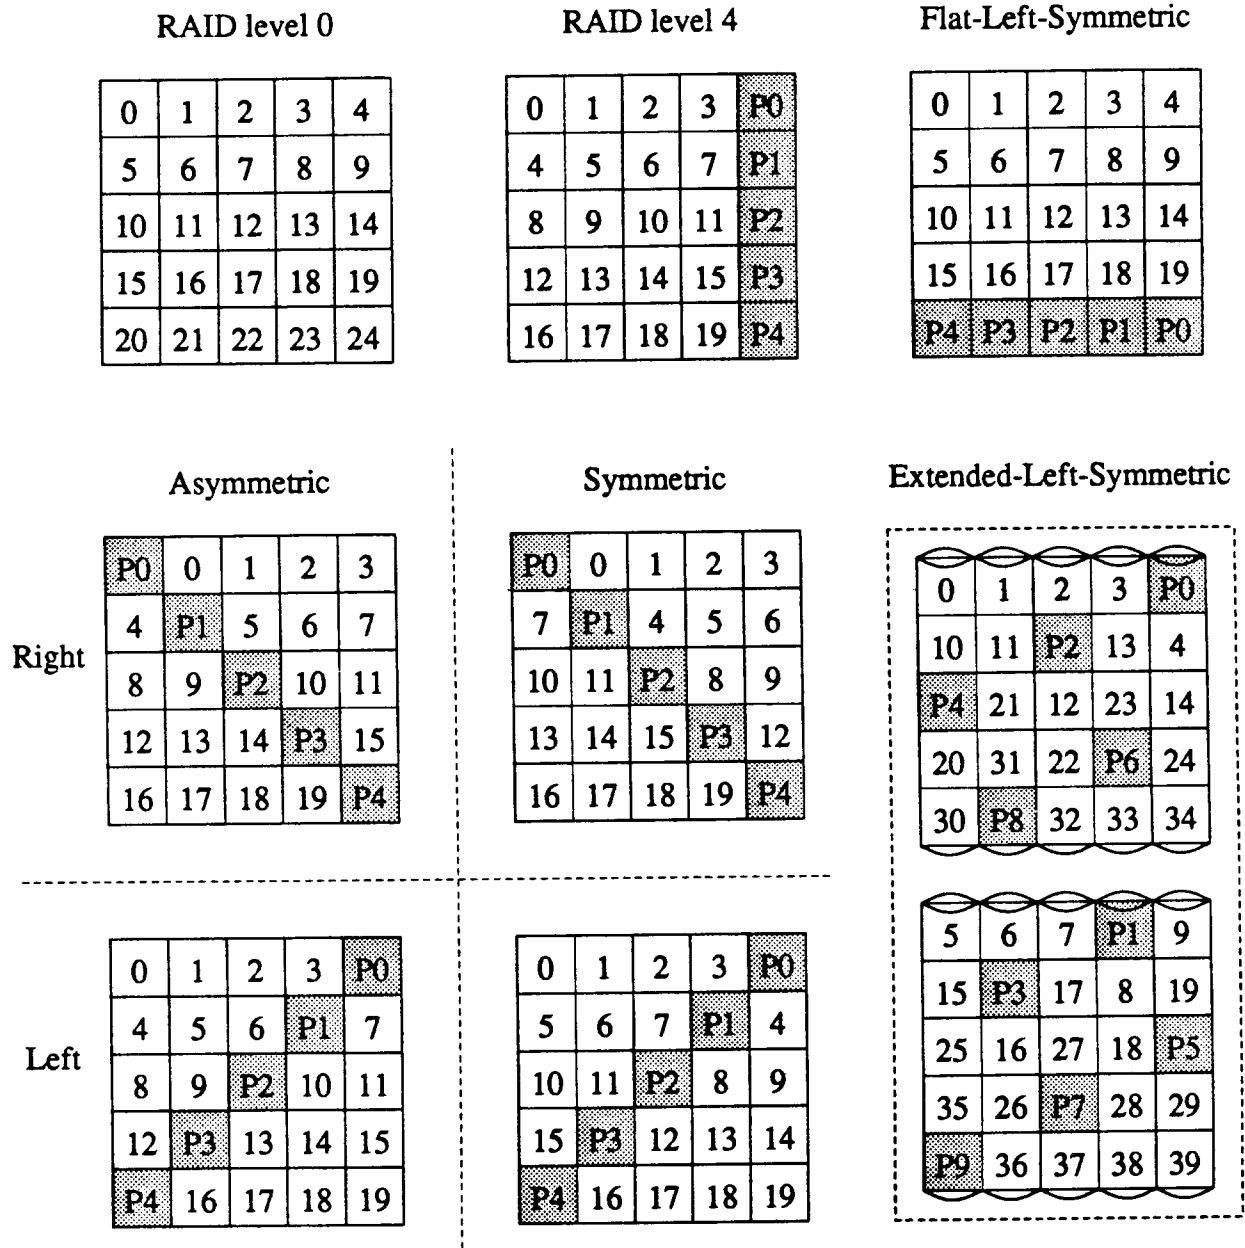 RAID level 0
0 1 2 3 4
5 6 7 8 9
10 11 12 13 14
15 16 17 18 19
20 21 22 23 24
RAID level 4
0 1 2 3 P0
4 5 6 7 P1
8 9 10 11 P2
12 13 14 15 P3
16 17 18 19 P4
Flat-Left-Symmetric
0 1 2 3 4
5 6 7 8 9
10 11 12 13 14
15 16 17 18 19
P4 P3 P2 P1 P0
Asymmetric
Symmetric
Right
P0 0 1 2 3
4 P1 5 6 7
8 9 P2 10 11
12 13 14 P3 15
16 17 18 19 P4
P0 0 1 2 3
7 P1 4 5 6
10 11 P2 8 9
13 14 15 P3 12
16 17 18 19 P4
Left
0 1 2 3 P0
4 5 6 P1 7
8 9 P2 10 11
12 P3 13 14 15
P4 16 17 18 19
0 1 2 3 P0
5 6 7 P1 4
10 11 P2 8 9
15 P3 12 13 14
P4 16 17 18 19
Extended-Left-Symmetric
0 1 2 3 P0
10 11 P2 13 4
P4 21 12 23 14
20 31 22 P6 24
30 P8 32 33 34
5 6 7 P1 9
15 P3 17 8 19
25 16 27 18 P5
35 26 P7 28 29
P9 36 37 38 39